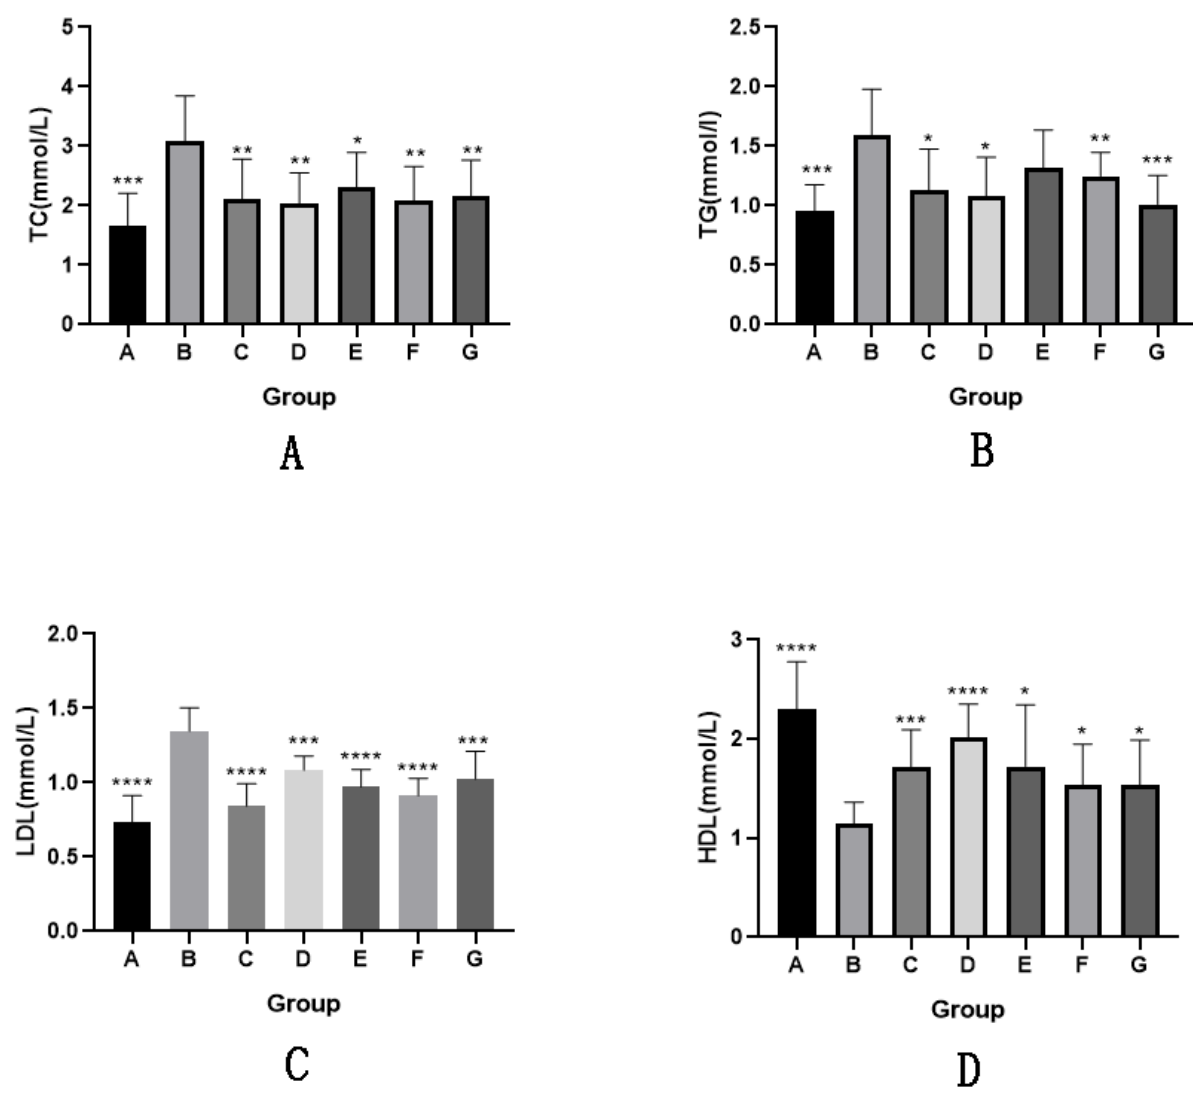 5
4
3
2
1
0
TC(mmol/L)
***
**
**
*
**
**
A B C D E F G
Group
A
2.5
2.0
1.5
1.0
0.5
0.0
TG(mmol/l)
***
*
*
**
***
A B C D E F G
Group
B
2.0
1.5
1.0
0.5
0.0
LDL(mmol/L)
****
****
***
****
****
***
A B C D E F G
Group
C
3
2
1
0
HDL(mmol/L)
****
***
****
*
*
*
A B C D E F G
Group
D